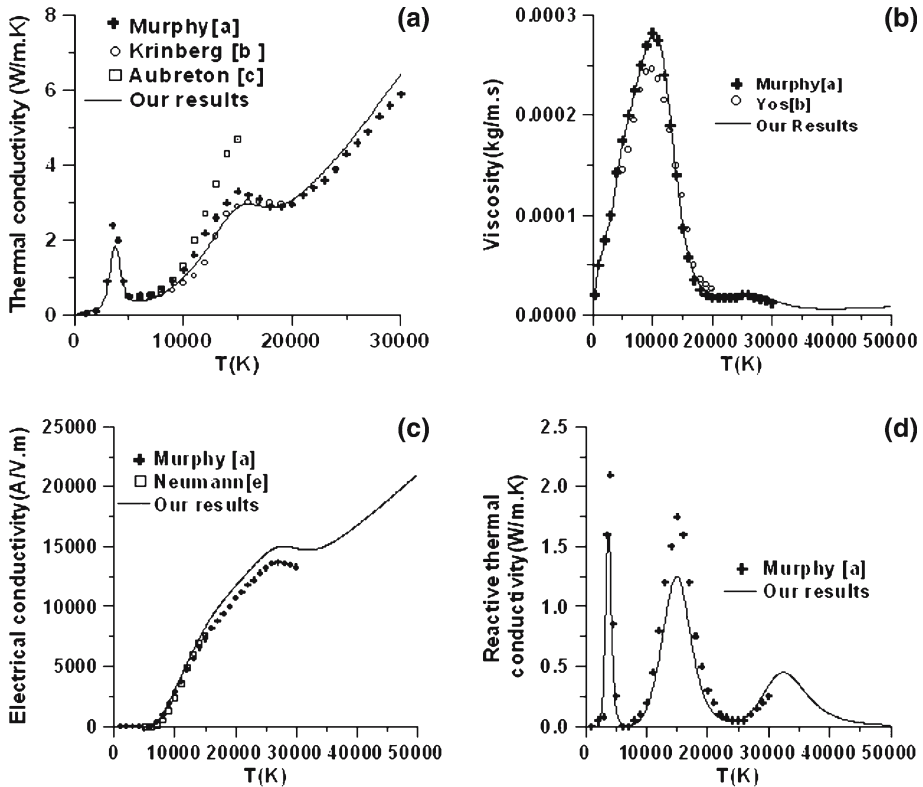 (a)
Thermal conductivity (W/m.K)
8
6
4
2
0
Murphy[a]
Krinberg [b ]
Aubreton [c]
Our results
0 10000 20000 30000
T(K)
(b)
Viscosity(kg/m.s)
0.0003
0.0002
0.0001
0.0000
Murphy[a]
Yos[b]
Our Results
0 10000 20000 30000 40000 50000
T(K)
(c)
Electrical conductivity(A/V.m)
25000
20000
15000
10000
5000
0
Murphy [a]
Neumann[e]
Our results
0 10000 20000 30000 40000 50000
T(K)
(d)
Reactive thermal
conductivity(W/m.K)
2.5
2.0
1.5
1.0
0.5
0.0
Murphy [a]
Our results
0 10000 20000 30000 40000 50000
T(K)